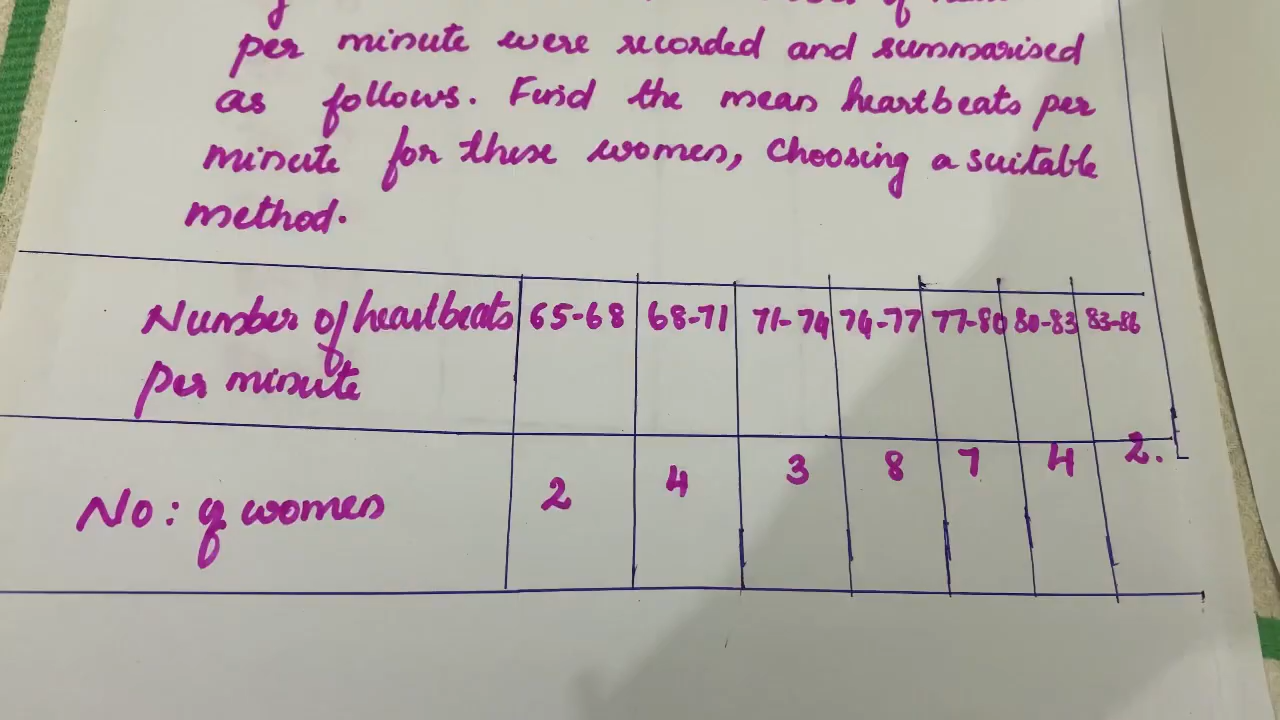 per minute were recorded and summarised
as follows. Find the mean heartbeats per
minute for these women, choosing a suitable
method.
Number of heartbeats per minute 65-68 68-71 71-74 74-77 77-80 80-83 83-86
No: of women 2 4 3 8 7 4 2.